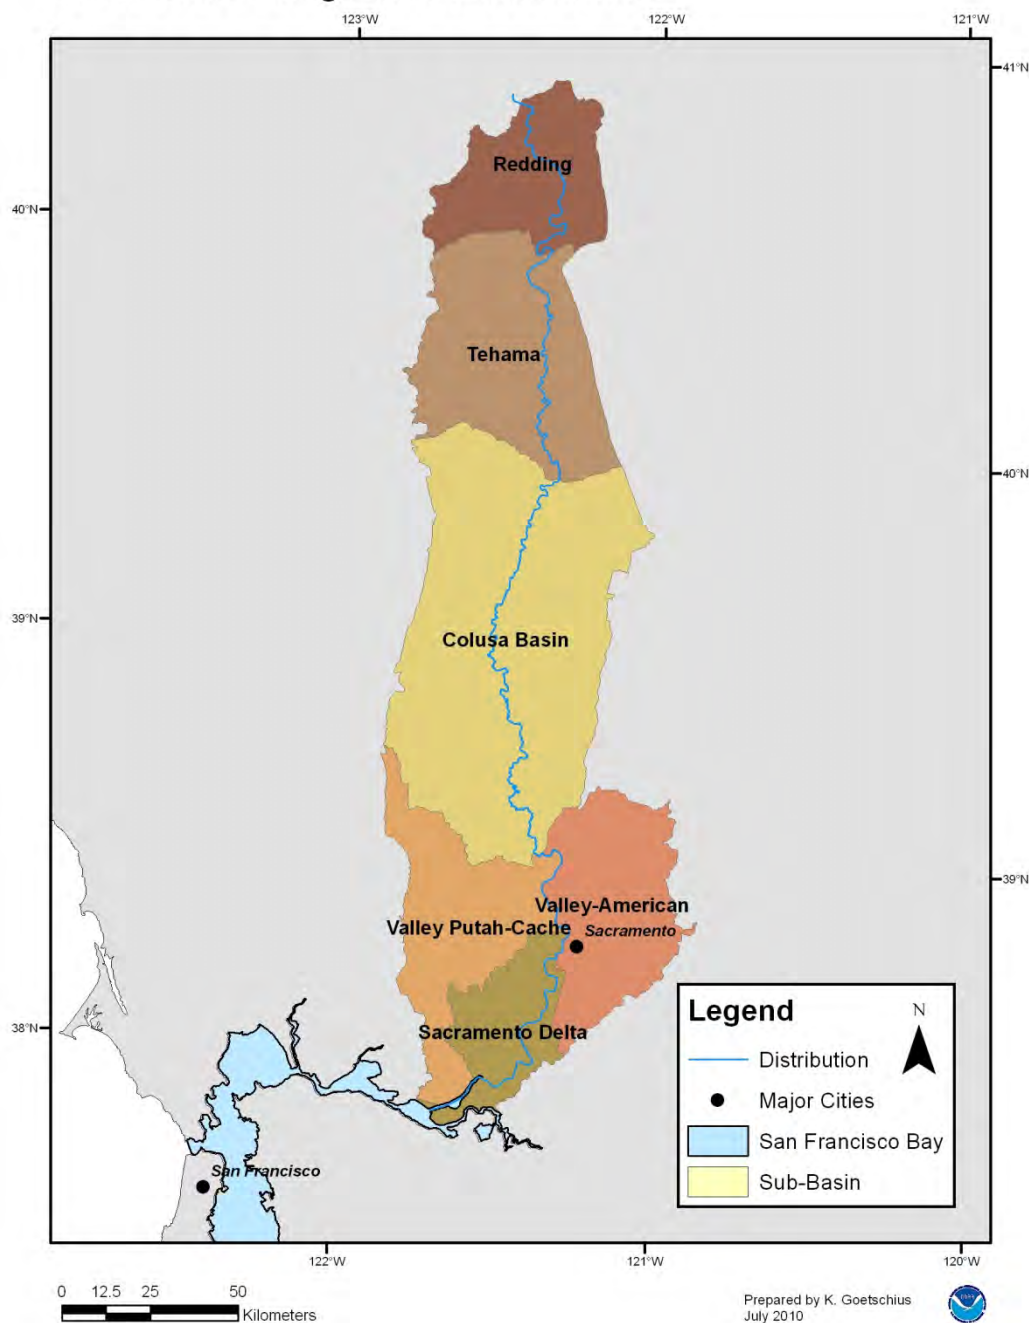 123°W 122°W 121°W
41°N
Redding
40°N
Tehama
40°N
39°N
Colusa Basin
39°N
Valley-American
Valley Putah-Cache
Sacramento
38°N
Sacramento Delta
Legend
N
Distribution
Major Cities
San Francisco Bay
Sub-Basin
San Francisco
122°W 121°W 120°W
0 12.5 25 50
Kilometers
Prepared by K. Goetschius
July 2010